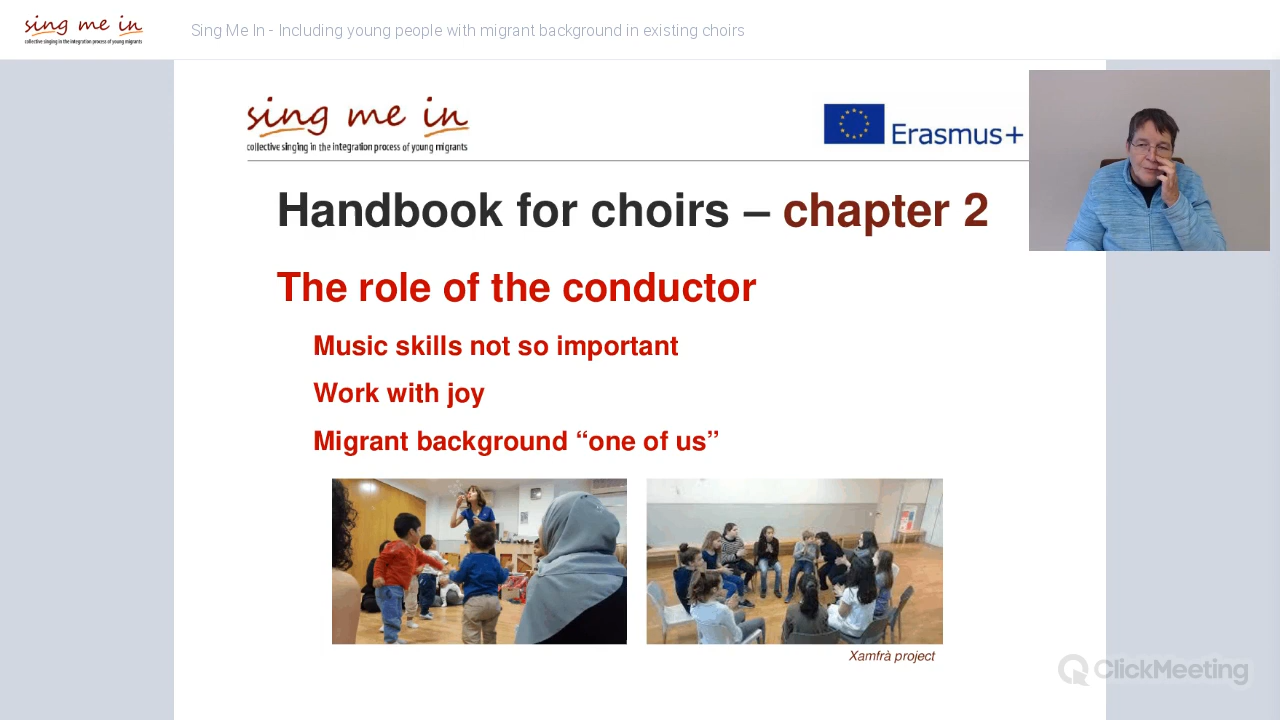 sing me in
collective singing in the integration process of young migrants
Sing Me In - Including young people with migrant background in existing choirs
sing me in
collective singing in the integration process of young migrants
Erasmus+
Handbook for choirs – chapter 2
The role of the conductor
Music skills not so important
Work with joy
Migrant background “one of us”
Xamfrà project
ClickMeeting